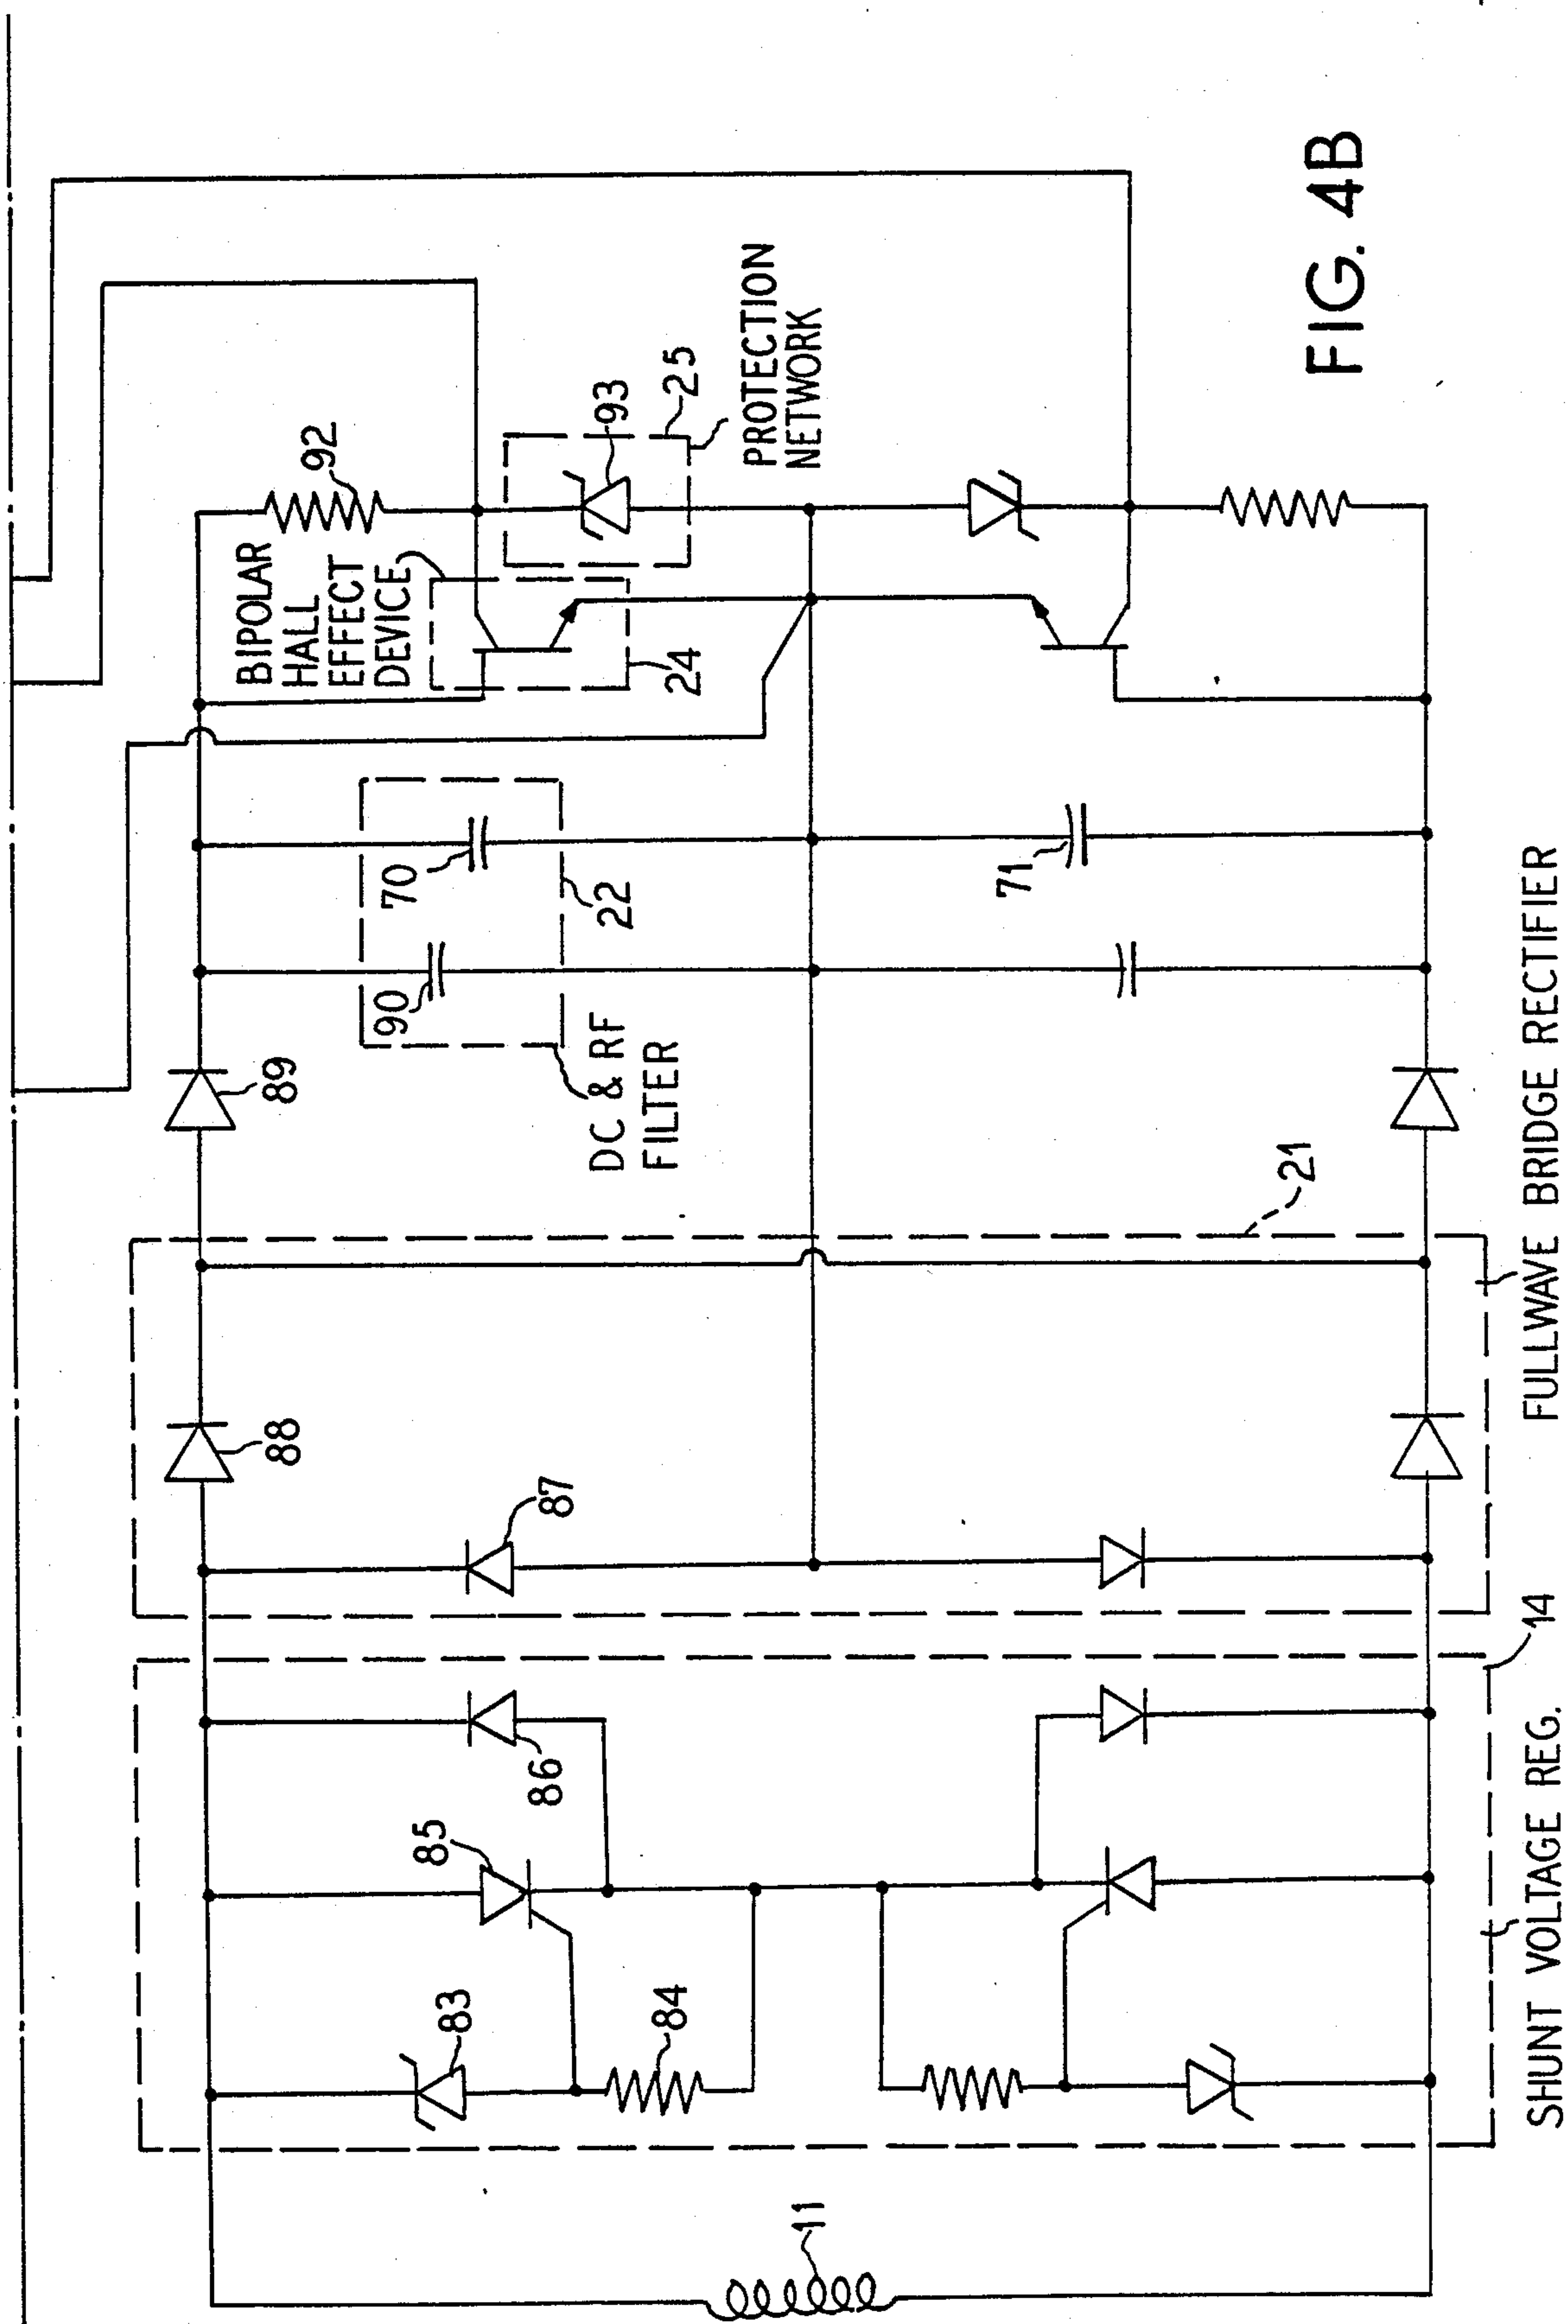 FIG. 4B
BIPOLAR
HALL
EFFECT
DEVICE
92
93
25
24
PROTECTION
NETWORK
70
90
22
71
DC & RF
FILTER
89
88
87
21
FULLWAVE BRIDGE RECTIFIER
86
85
83
84
14
SHUNT VOLTAGE REG.
11